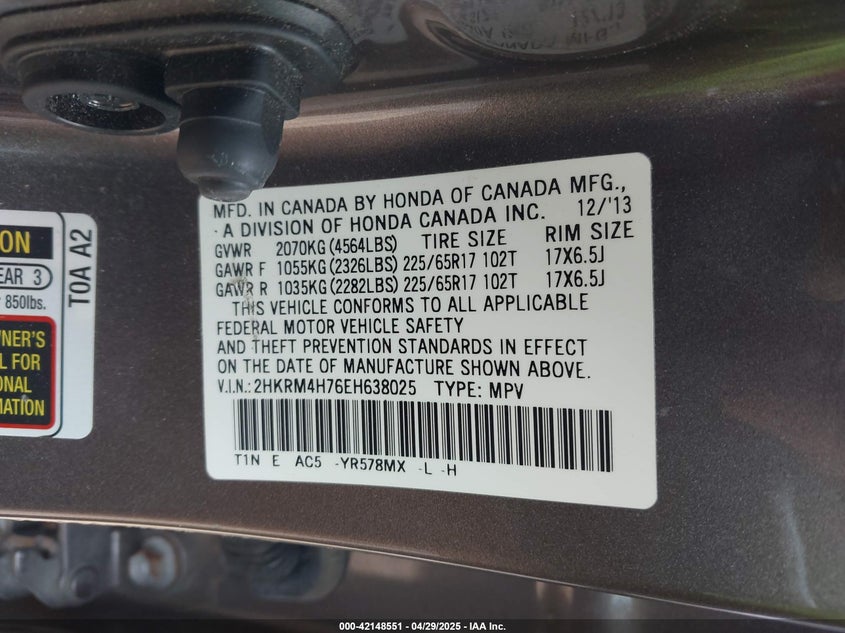 MFD. IN CANADA BY HONDA OF CANADA MFG.,
A DIVISION OF HONDA CANADA INC. 12/'13
GVWR 2070KG (4564LBS) TIRE SIZE RIM SIZE
GAWR F 1055KG (2326LBS) 225/65R17 102T 17X6.5J
GAWR R 1035KG (2282LBS) 225/65R17 102T 17X6.5J
THIS VEHICLE CONFORMS TO ALL APPLICABLE
FEDERAL MOTOR VEHICLE SAFETY
AND THEFT PREVENTION STANDARDS IN EFFECT
ON THE DATE OF MANUFACTURE SHOWN ABOVE.
V.I.N.: 2HKRM4H76EH638025 TYPE: MPV
T1N E AC5 -YR578MX -L -H
ON
EAR 3
850lbs.
WNER'S
L FOR
ONAL
MATION
T0A A2
000-42148551 - 04/29/2025 - IAA Inc.